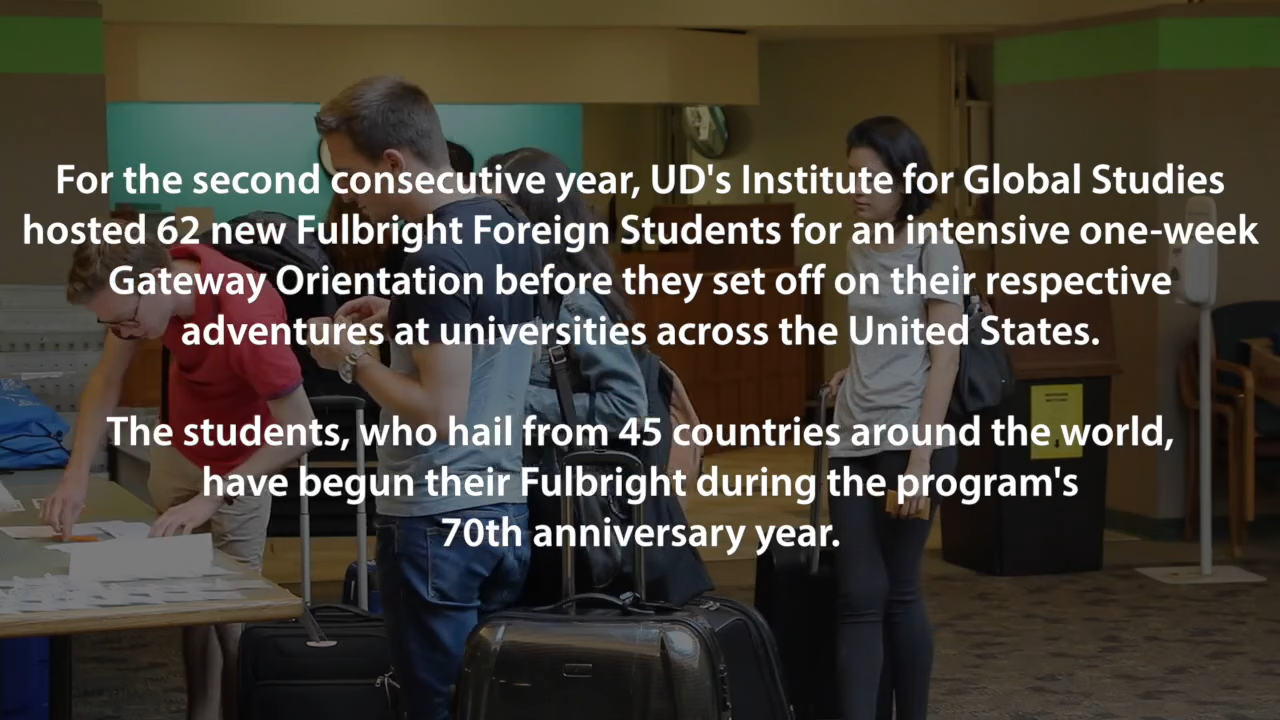 For the second consecutive year, UD's Institute for Global Studies
hosted 62 new Fulbright Foreign Students for an intensive one-week
Gateway Orientation before they set off on their respective
adventures at universities across the United States.
The students, who hail from 45 countries around the world,
have begun their Fulbright during the program's
70th anniversary year.